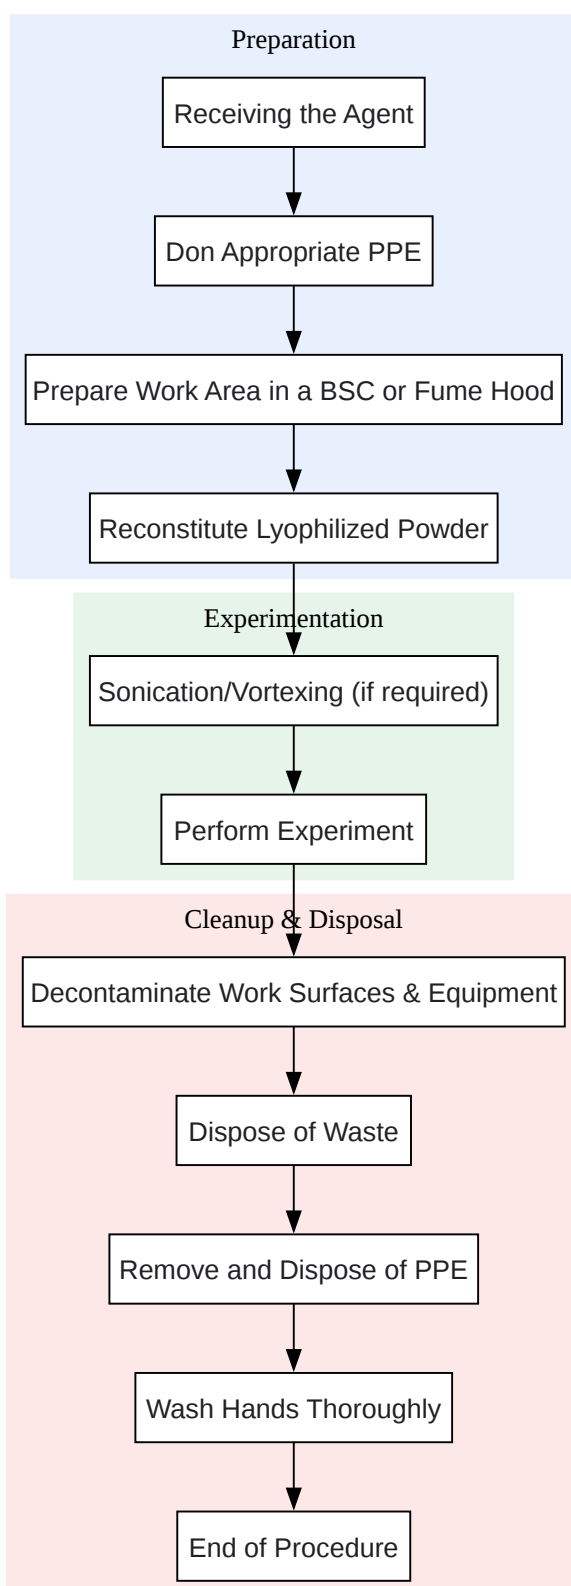 Preparation
Receiving the Agent
Don Appropriate PPE
Prepare Work Area in a BSC or Fume Hood
Reconstitute Lyophilized Powder
Experimentation
Sonication/Vortexing (if required)
Perform Experiment
Cleanup & Disposal
Decontaminate Work Surfaces & Equipment
Dispose of Waste
Remove and Dispose of PPE
Wash Hands Thoroughly
End of Procedure